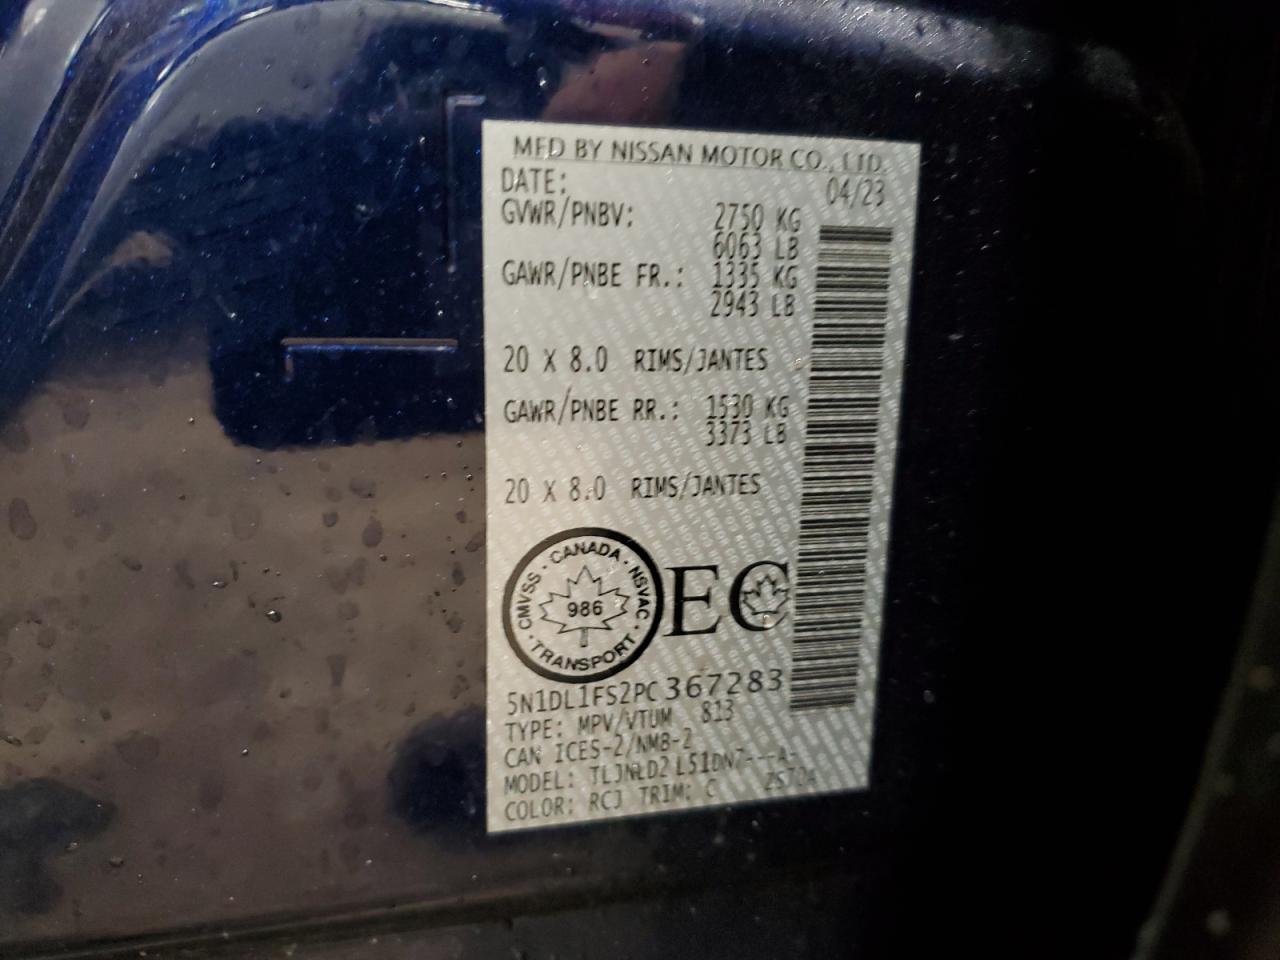 MFD BY NISSAN MOTOR CO., LTD.
DATE: 04/23
GVWR/PNBV: 2750 KG
6063 LB
GAWR/PNBE FR.: 1335 KG
2943 LB
20 X 8.0 RIMS/JANTES
GAWR/PNBE RR.: 1530 KG
3373 LB
20 X 8.0 RIMS/JANTES
CMVSS · CANADA · NSVAC · TRANSPORT ·
986
EC
5N1DL1FS2PC367283
TYPE: MPV/VTUM 813
CAN ICES-2/NMB-2
MODEL: TLJNLD2 L51DN7---A-
COLOR: RCJ TRIM: C